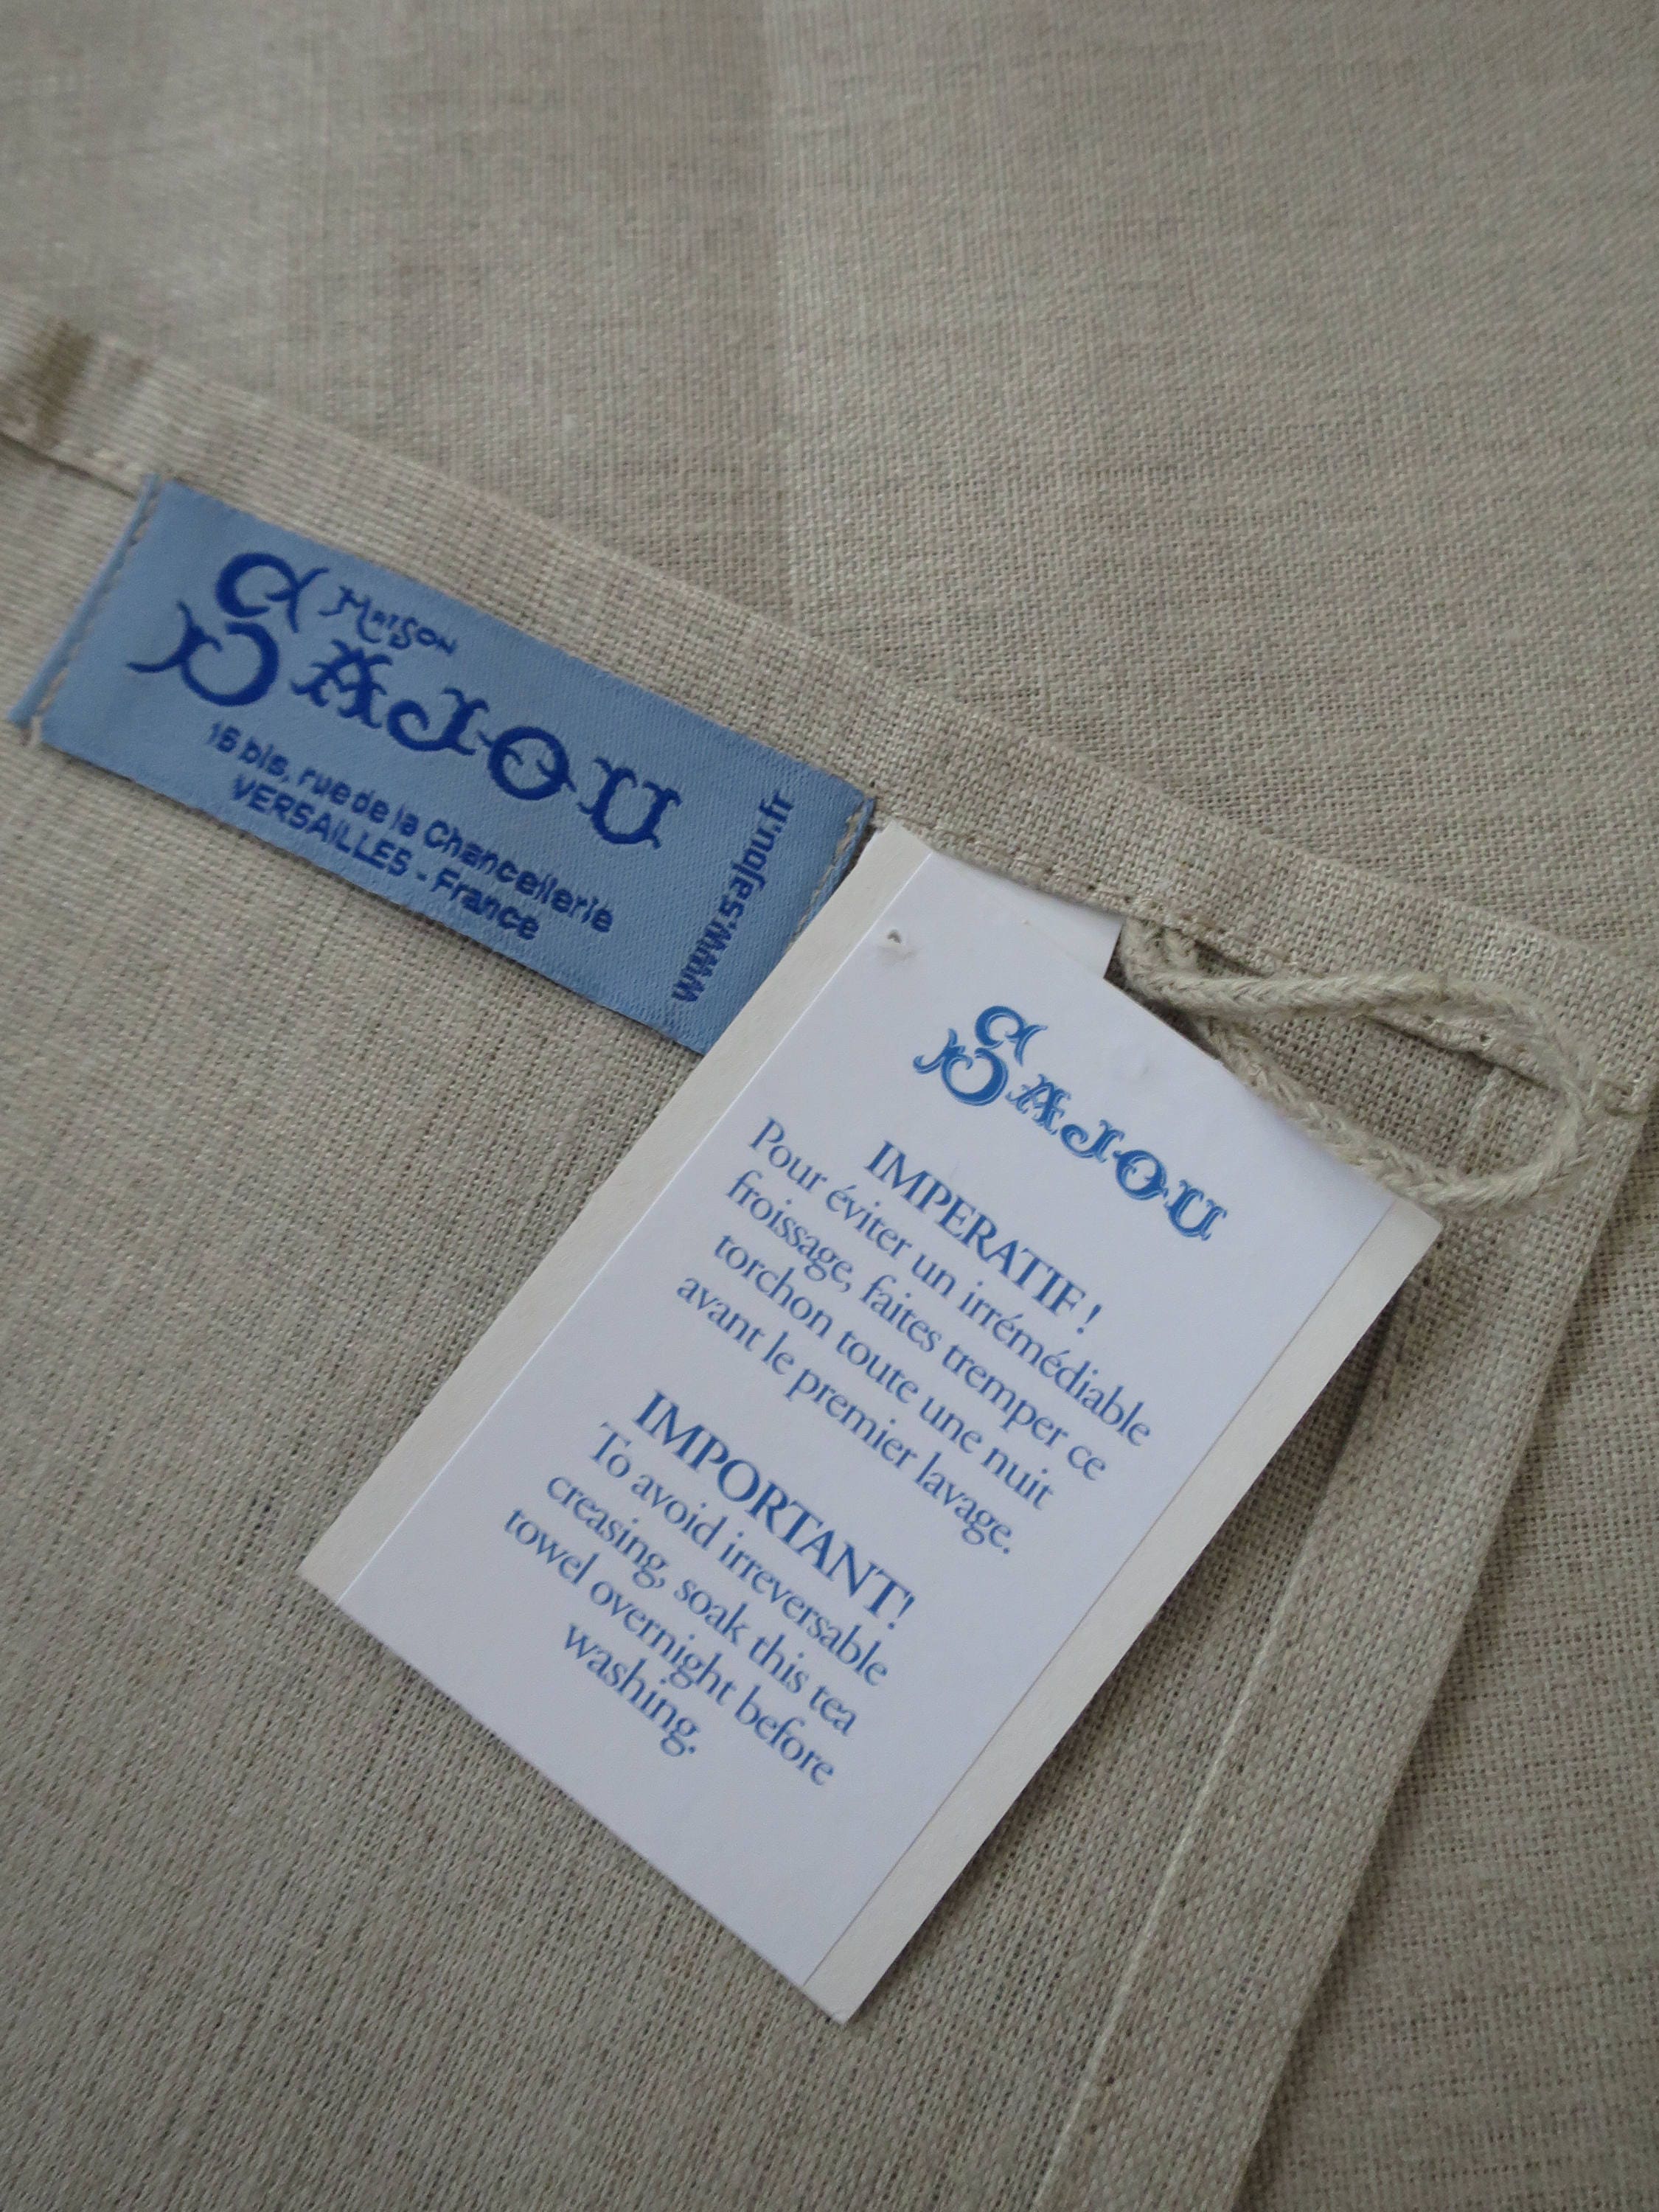 MAISON
SAJOU
16 bis, rue de la Chancellerie
VERSAILLES - France
www.sajou.fr
SAJOU
IMPERATIF !
Pour éviter un irrémédiable
froissage, faites tremper ce
torchon toute une nuit
avant le premier lavage.
IMPORTANT!
To avoid irreversable
creasing, soak this tea
towel overnight before
washing.